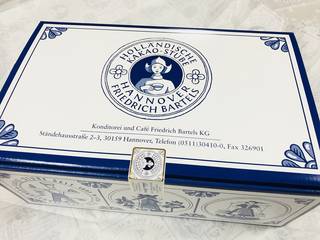 HOLLÄNDISCHE
KAKAO-STUBE
HANNOVER
FRIEDRICH BARTELS
Konditorei und Café Friedrich Bartels KG
Ständehausstraße 2-3, 30159 Hannover, Telefon (0511)30410-0, Fax 326901